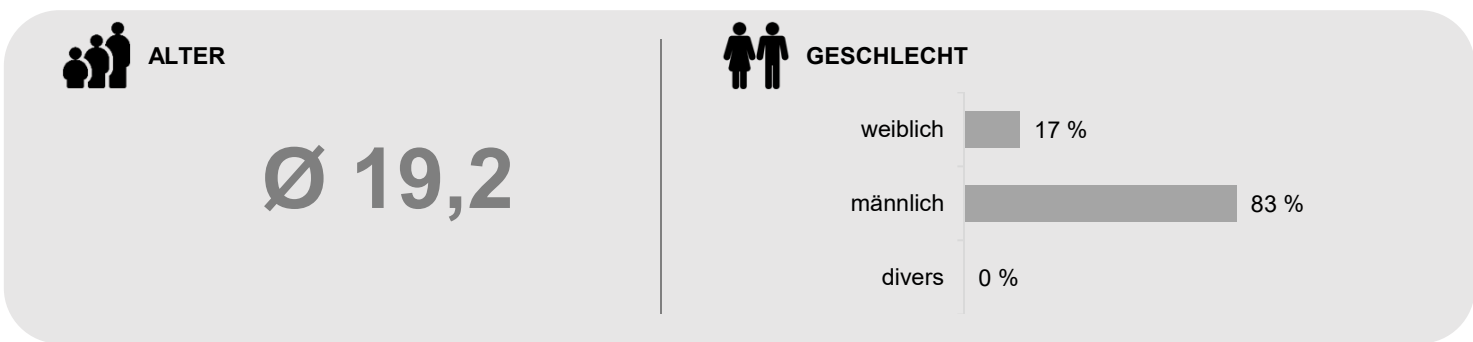 ALTER
Ø 19,2
GESCHLECHT
weiblich 17 %
männlich 83 %
divers 0 %